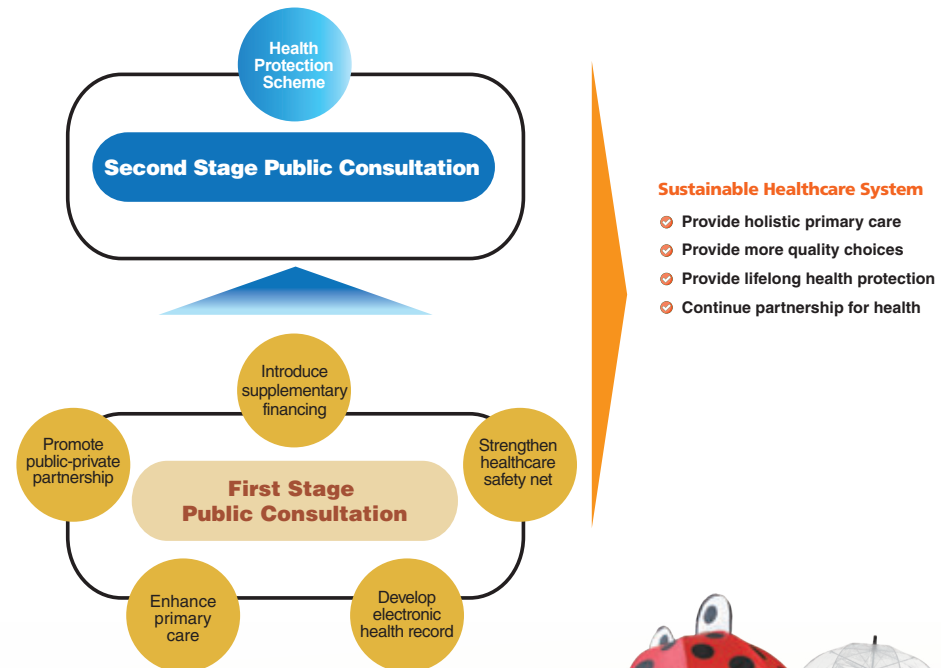 Health
Protection
Scheme
Second Stage Public Consultation
Sustainable Healthcare System
Provide holistic primary care
Provide more quality choices
Provide lifelong health protection
Continue partnership for health
Introduce
supplementary
financing
Promote
public-private
partnership
Strengthen
healthcare
safety net
First Stage
Public Consultation
Enhance
primary
care
Develop
electronic
health record